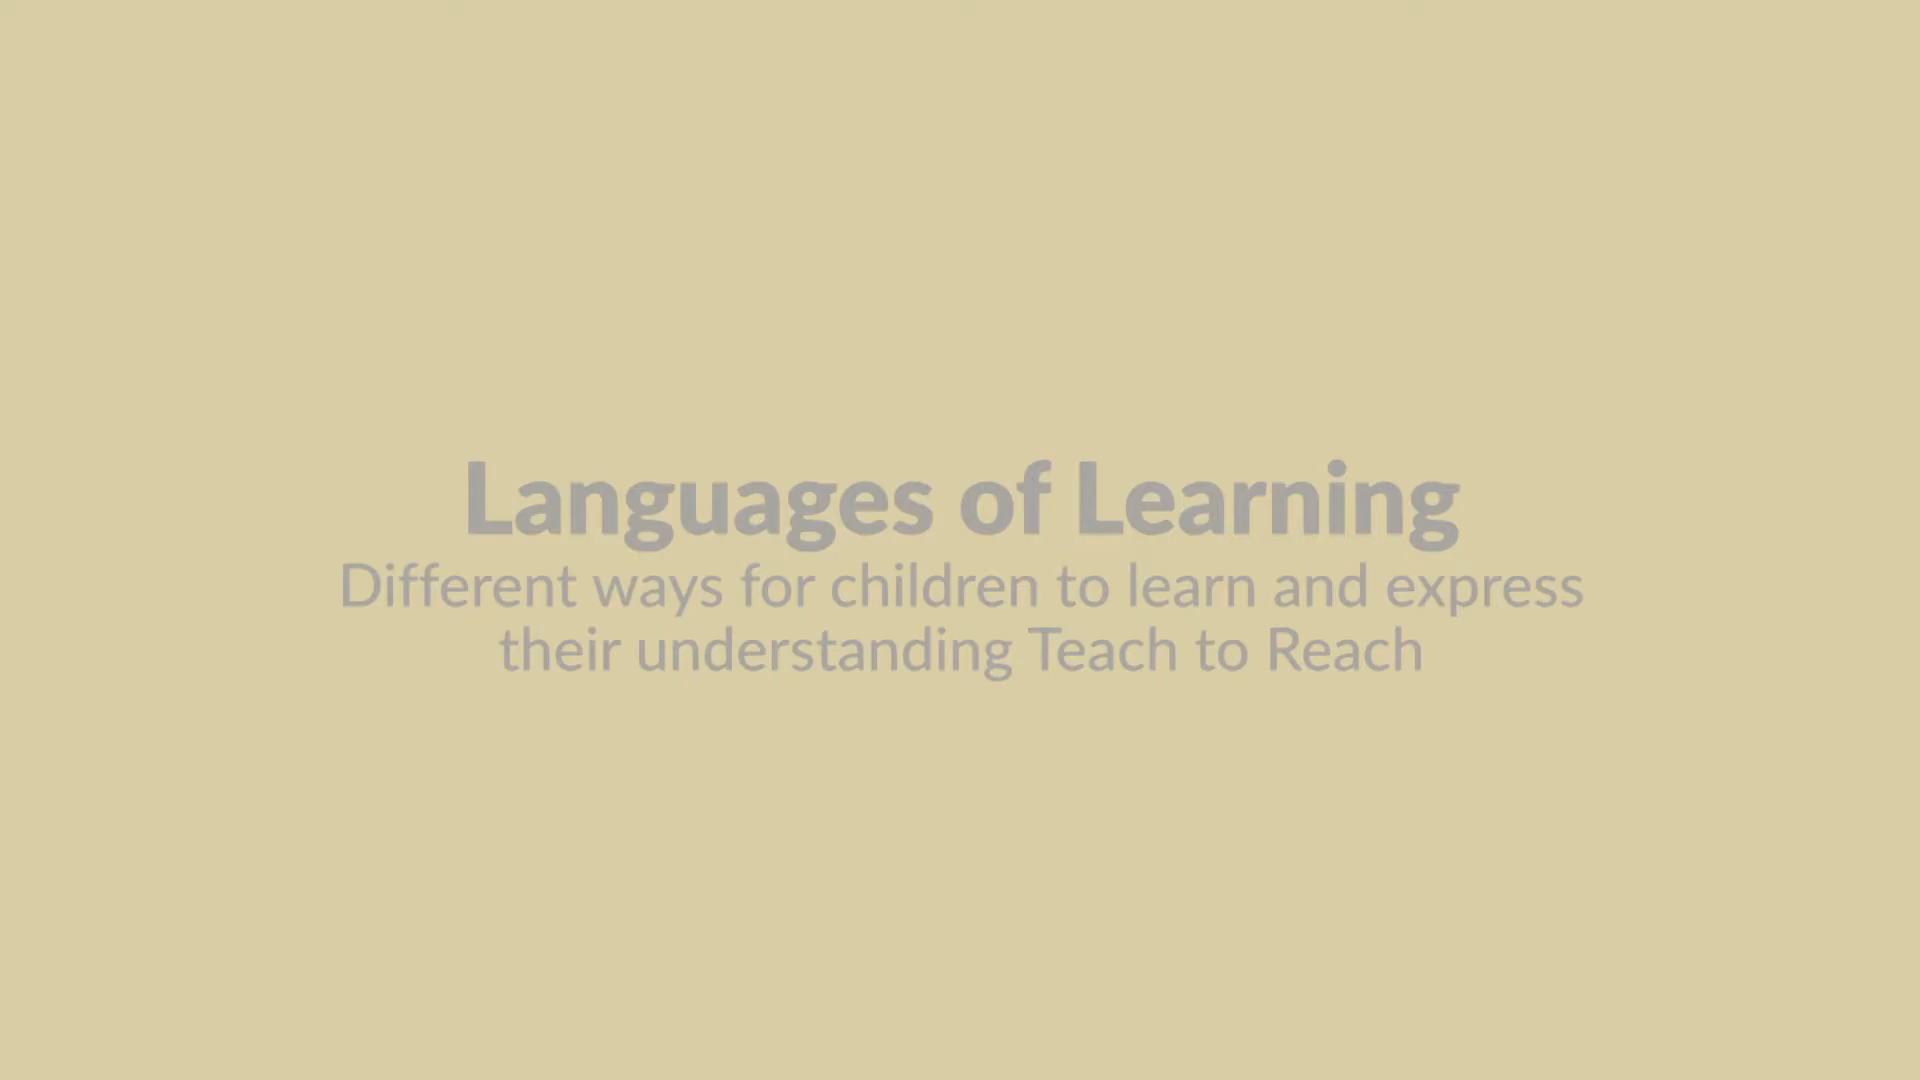 Languages of Learning
Different ways for children to learn and express
their understanding Teach to Reach